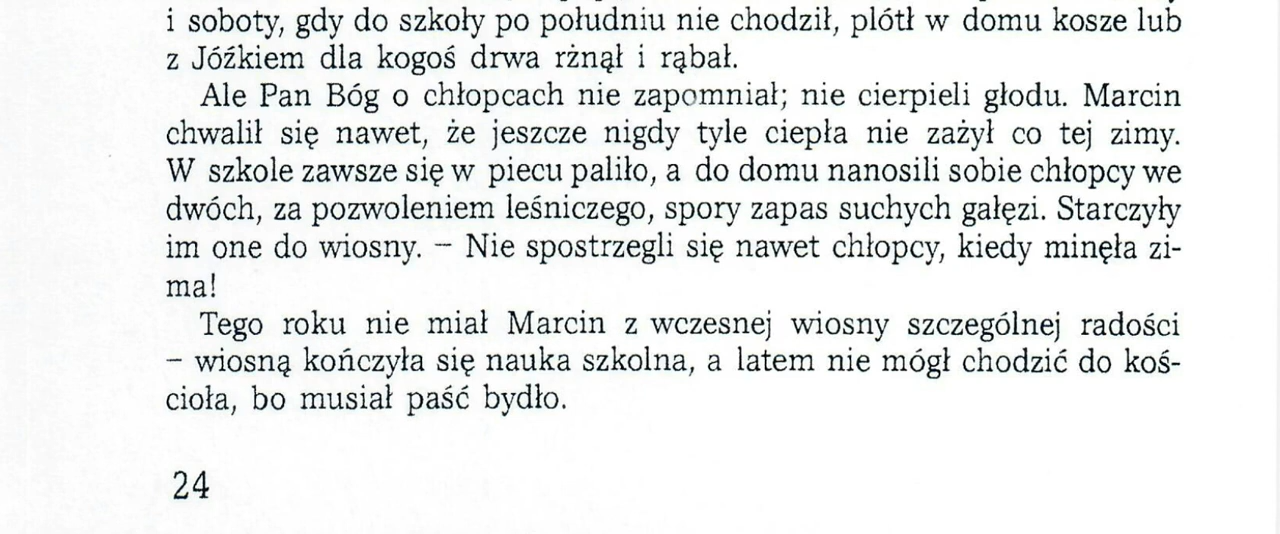 i soboty, gdy do szkoły po południu nie chodził, plótł w domu kosze lub
z Jóźkiem dla kogoś drwa rżnął i rąbał.
Ale Pan Bóg o chłopcach nie zapomniał; nie cierpieli głodu. Marcin
chwalił się nawet, że jeszcze nigdy tyle ciepła nie zażył co tej zimy.
W szkole zawsze się w piecu paliło, a do domu nanosili sobie chłopcy we
dwóch, za pozwoleniem leśniczego, spory zapas suchych gałęzi. Starczyły
im one do wiosny. – Nie spostrzegli się nawet chłopcy, kiedy minęła zi-
ma!
Tego roku nie miał Marcin z wczesnej wiosny szczególnej radości
– wiosną kończyła się nauka szkolna, a latem nie mógł chodzić do koś-
cioła, bo musiał paść bydło.
24